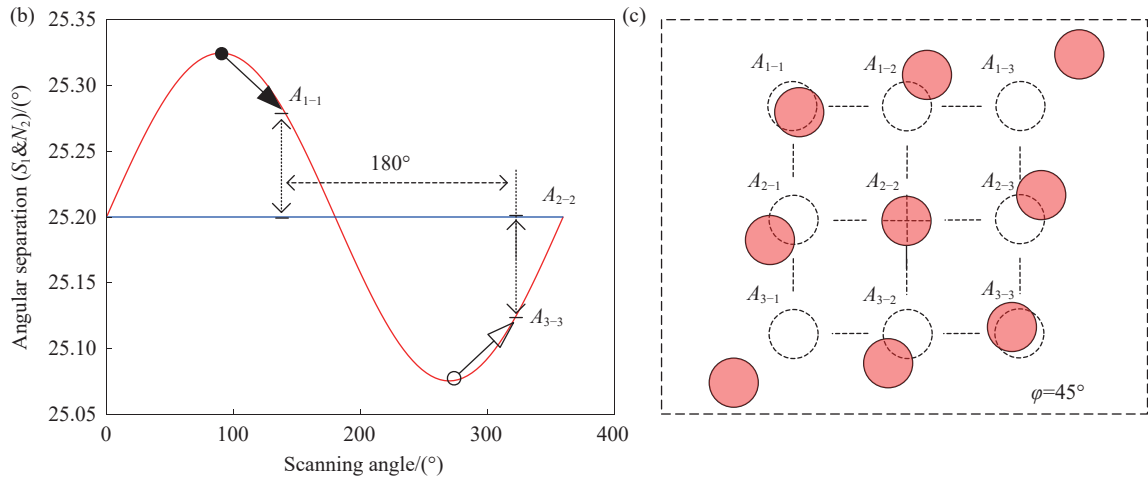 (b)
25.35
25.30
25.25
25.20
25.15
25.10
25.05
Angular separation (S₁&N₂)/(°)
A₁₋₁
180°
A₂₋₂
A₃₋₃
0
100
200
300
400
Scanning angle/(°)
(c)
A₁₋₁ A₁₋₂ A₁₋₃
A₂₋₁ A₂₋₂ A₂₋₃
A₃₋₁ A₃₋₂ A₃₋₃
φ=45°